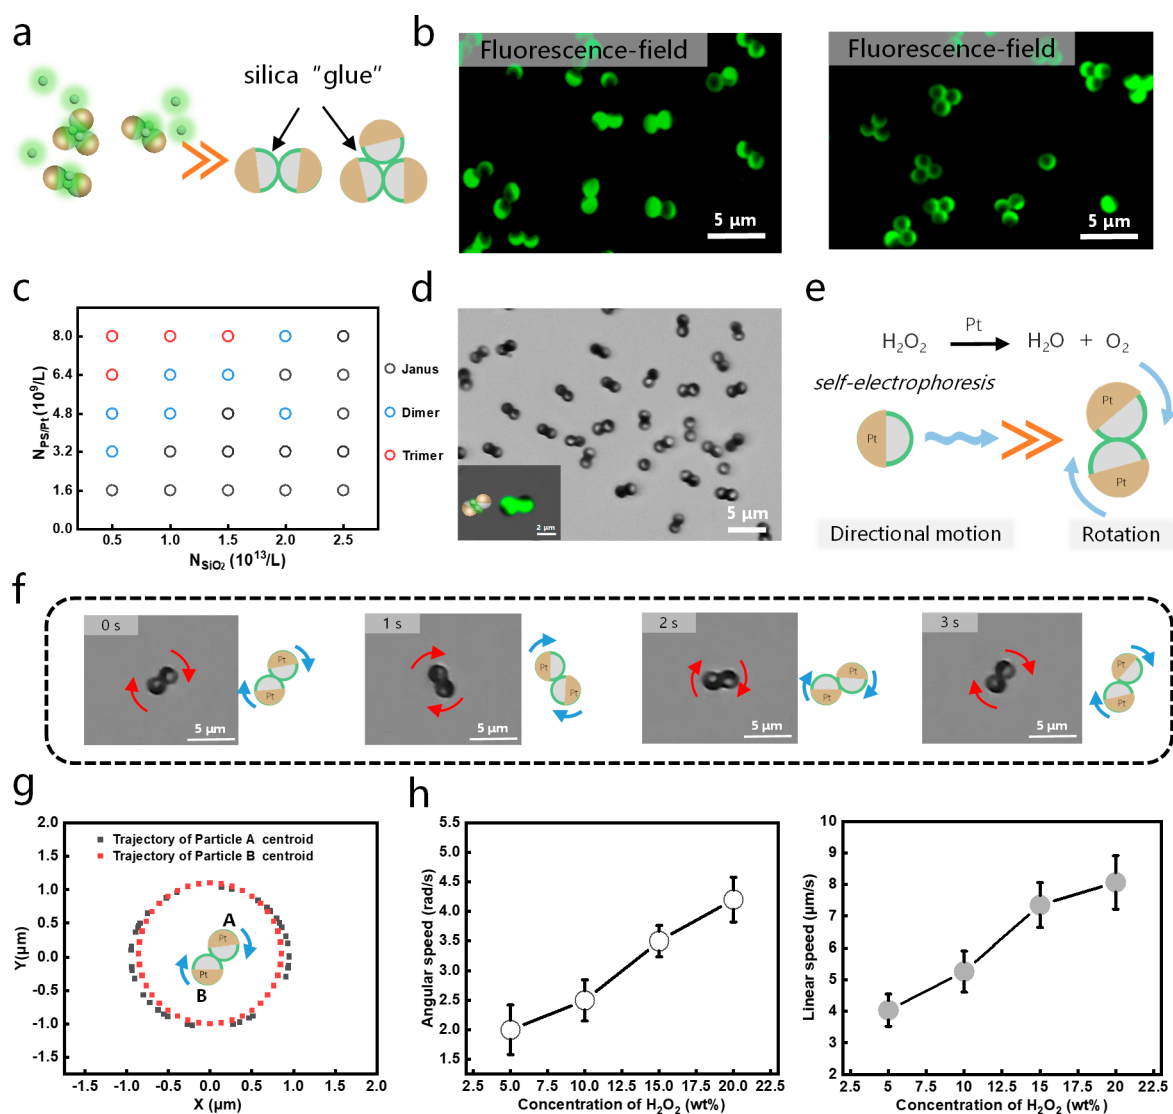 a
silica “glue”
b
Fluorescence-field
5 μm
Fluorescence-field
5 μm
c
N_PS/Pt (10^9/L)
8.0
6.4
4.8
3.2
1.6
0.0
0.5 1.0 1.5 2.0 2.5
N_SiO₂ (10^13/L)
Janus
Dimer
Trimer
d
2 μm
5 μm
e
H₂O₂ Pt H₂O + O₂
self-electrophoresis
Pt
Pt
Pt
Directional motion
Rotation
f
0 s
5 μm
Pt
Pt
1 s
5 μm
Pt
Pt
2 s
5 μm
Pt
Pt
3 s
5 μm
Pt
Pt
g
Y(μm)
2.0
1.5
1.0
0.5
0.0
-0.5
-1.0
-1.5
Trajectory of Particle A centroid
Trajectory of Particle B centroid
A
Pt
Pt
B
-1.5 -1.0 -0.5 0.0 0.5 1.0 1.5 2.0
X (μm)
h
Angular speed (rad/s)
5.5
5.0
4.5
4.0
3.5
3.0
2.5
2.0
1.5
2.5 5.0 7.5 10.0 12.5 15.0 17.5 20.0 22.5
Concentration of H₂O₂ (wt%)
Linear speed (μm/s)
10
9
8
7
6
5
4
3
2
2.5 5 7.5 10 12.5 15 17.5 20 22.5
Concentration of H₂O₂ (wt%)